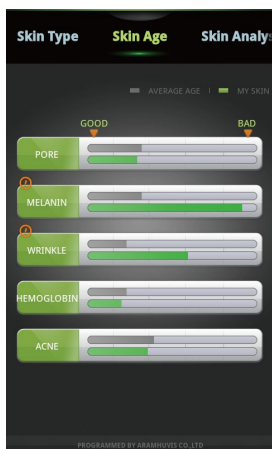 Skin Type Skin Age Skin Analys
AVERAGE AGE | MY SKIN
GOOD BAD
PORE
MELANIN
WRINKLE
HEMOGLOBIN
ACNE
PROGRAMMED BY ARAMHUVIS CO.,LTD